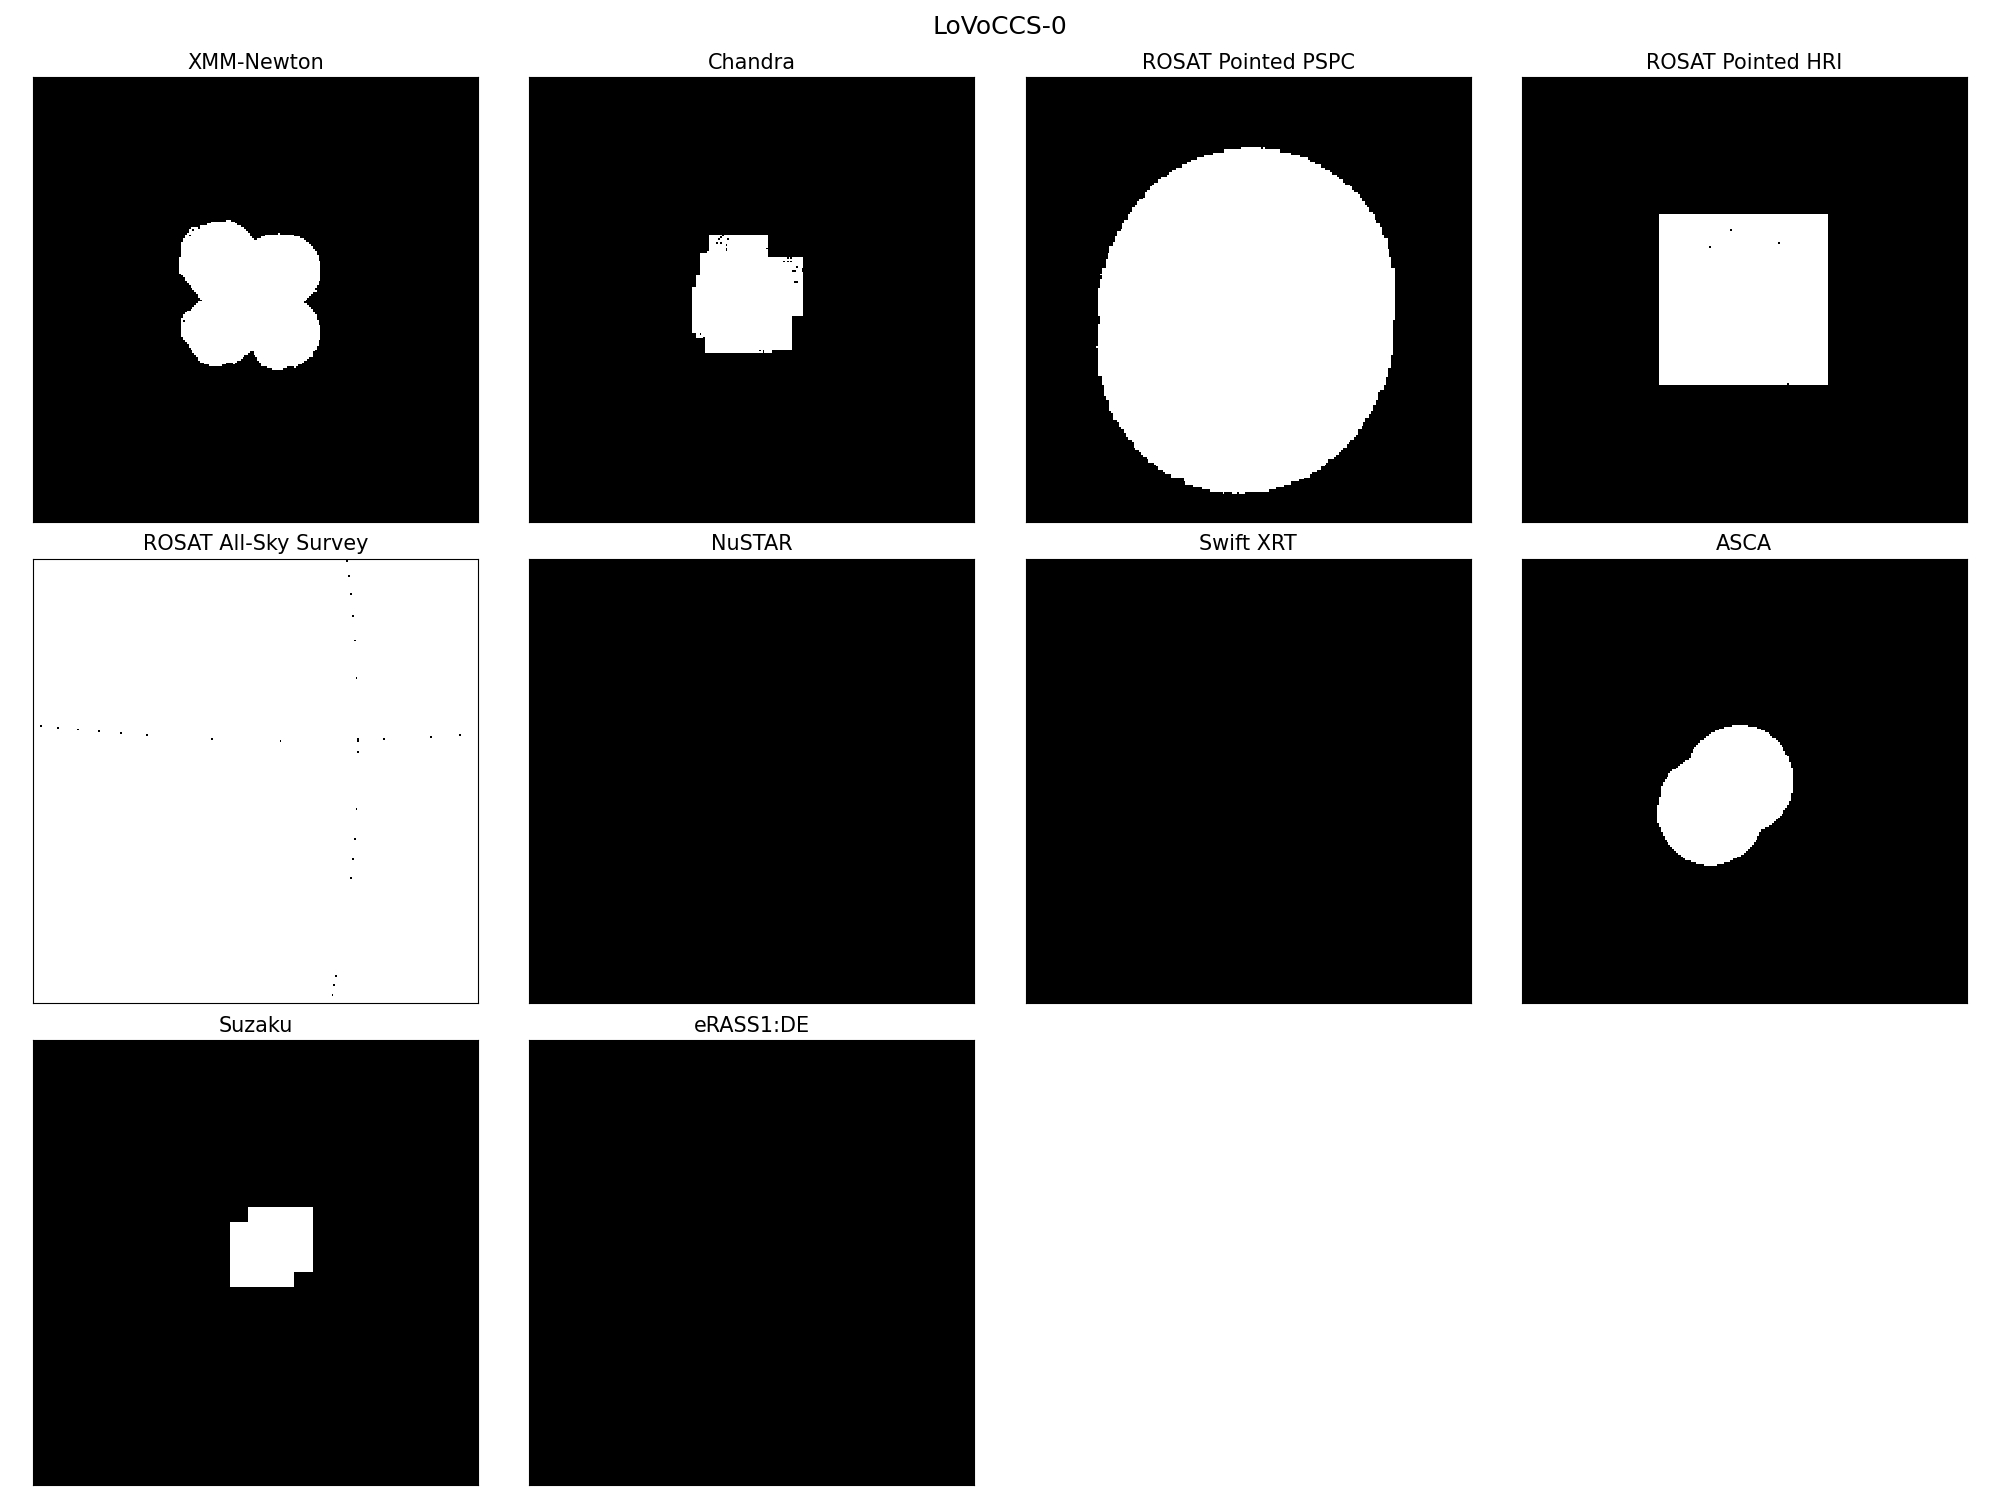 LoVoCCS-0
XMM-Newton
Chandra
ROSAT Pointed PSPC
ROSAT Pointed HRI
ROSAT All-Sky Survey
NuSTAR
Swift XRT
ASCA
Suzaku
eRASS1:DE